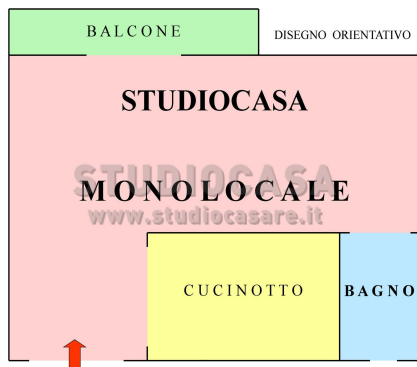 BALCONE
DISEGNO ORIENTATIVO
STUDIOCASA
STUDIOCASA
MONOLOCALE
www.studiocasare.it
CUCINOTTO
BAGNO